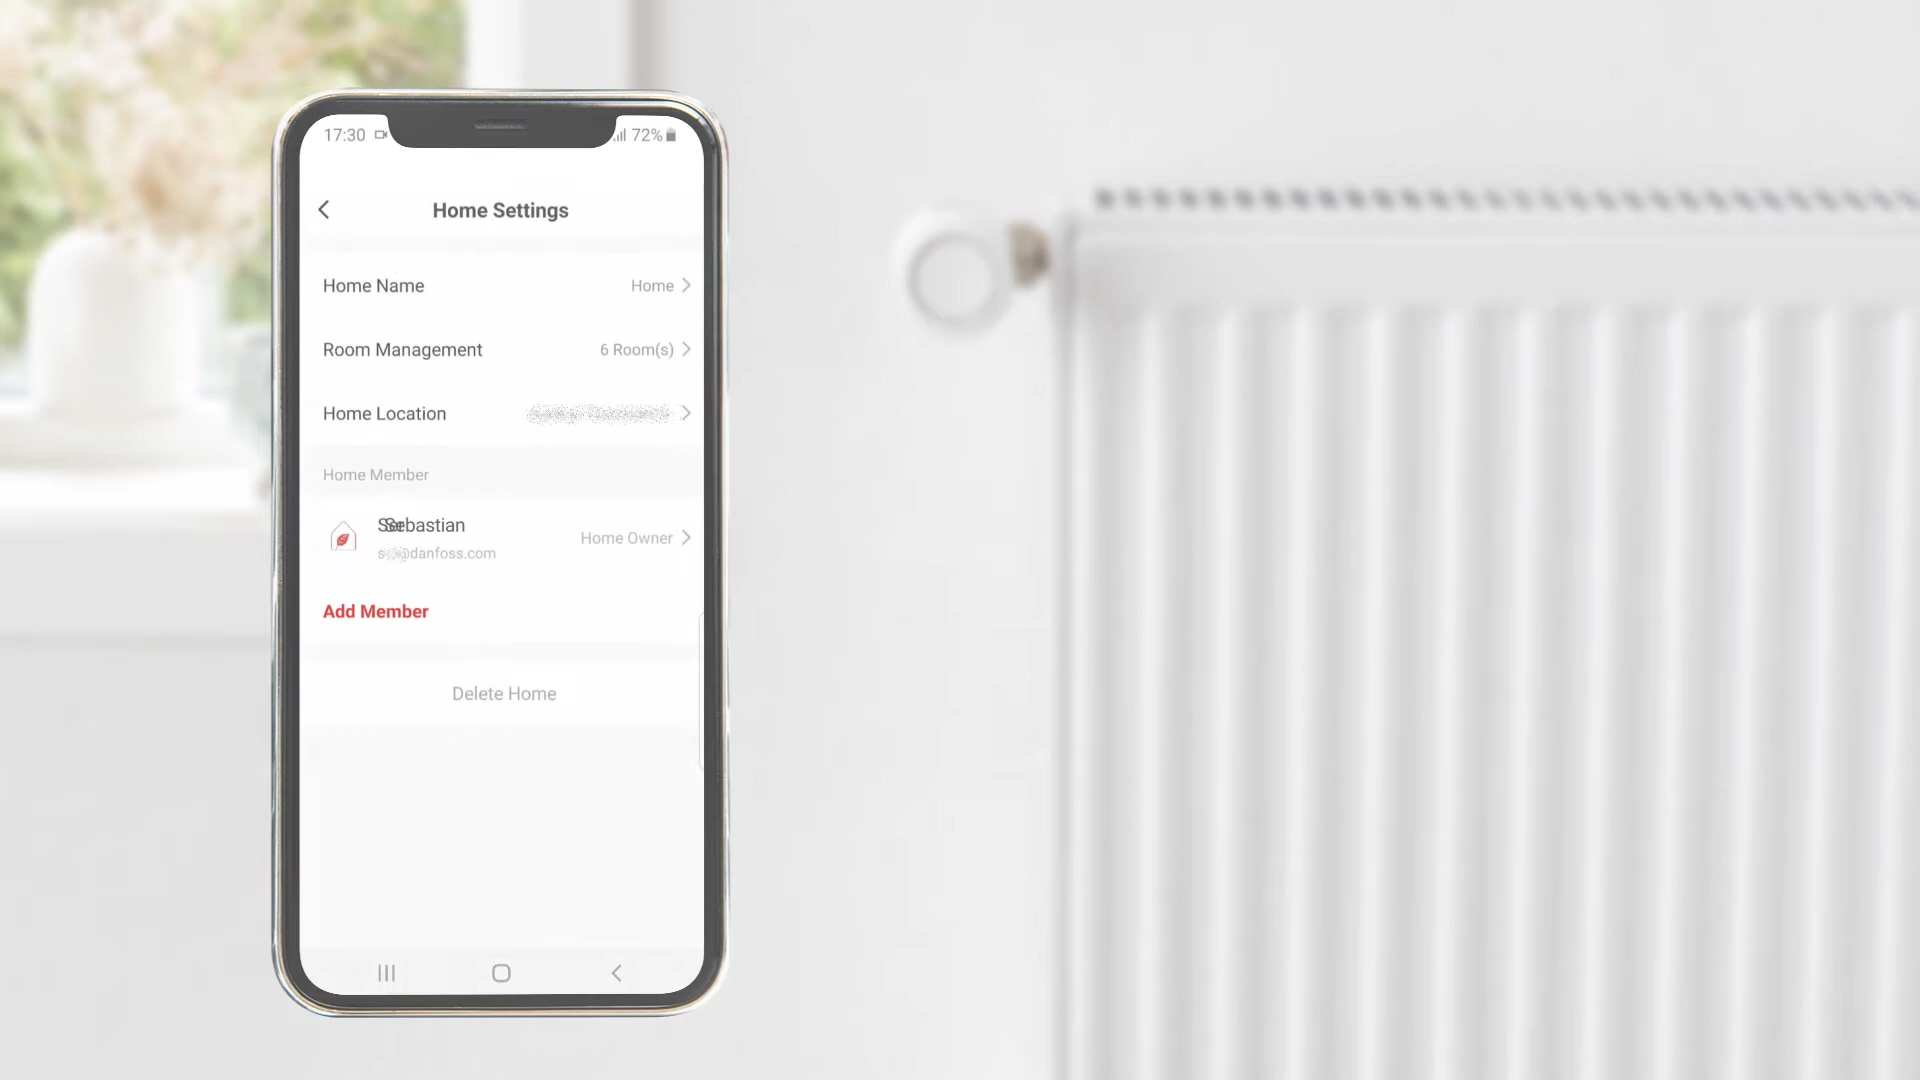 17:30 72%
Home Settings
Home Name Home
Room Management 6 Room(s)
Home Location
Home Member
Sebastian
@danfoss.com Home Owner
Add Member
Delete Home